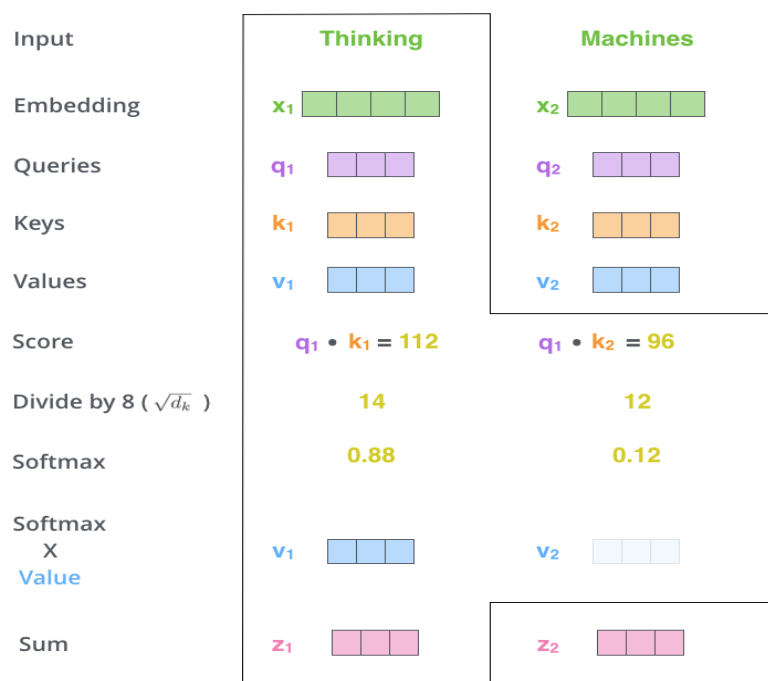 Input Thinking Machines
Embedding x₁ x₂
Queries q₁ q₂
Keys k₁ k₂
Values v₁ v₂
Score q₁ • k₁ = 112 q₁ • k₂ = 96
Divide by 8 ( √dₖ ) 14 12
Softmax 0.88 0.12
Softmax
X
Value v₁ v₂
Sum z₁ z₂